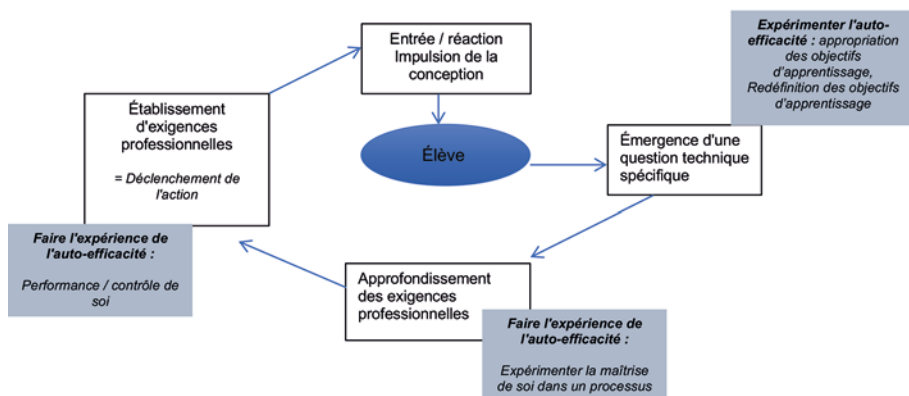 Entrée / réaction
Impulsion de la
conception
Expérimenter l'auto-
efficacité : appropriation
des objectifs
d'apprentissage,
Redéfinition des objectifs
d'apprentissage
Établissement
d'exigences
professionnelles
= Déclenchement de
l'action
Élève
Émergence d'une
question technique
spécifique
Faire l'expérience de
l'auto-efficacité :
Performance / contrôle de
soi
Approfondissement
des exigences
professionnelles
Faire l'expérience de
l'auto-efficacité :
Expérimenter la maîtrise
de soi dans un processus